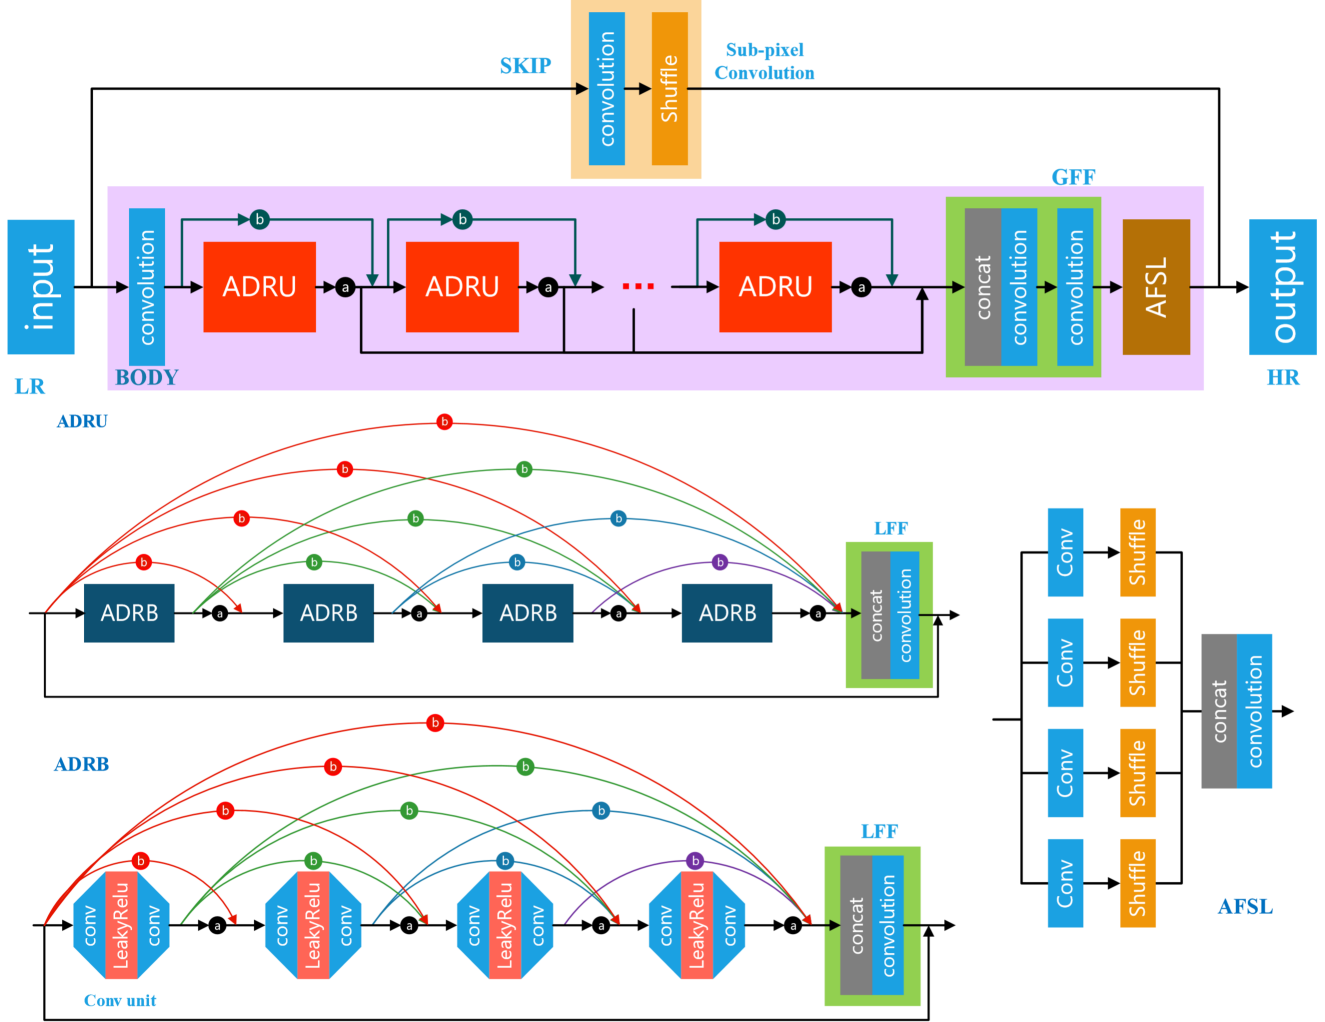 SKIP
convolution
Shuffle
Sub-pixel
Convolution
input
LR
BODY
convolution
b
ADRU
a
b
ADRU
a
...
b
ADRU
a
GFF
concat
convolution
convolution
AFSL
output
HR
ADRU
b
b
b
b
b
b
b
b
b
b
ADRB
a
ADRB
a
ADRB
a
ADRB
a
LFF
concat
convolution
ADRB
b
b
b
b
b
b
b
b
b
b
conv
LeakyRelu
conv
a
conv
LeakyRelu
conv
a
conv
LeakyRelu
conv
a
conv
LeakyRelu
conv
a
LFF
concat
convolution
Conv unit
Conv
Shuffle
Conv
Shuffle
Conv
Shuffle
Conv
Shuffle
concat
convolution
AFSL